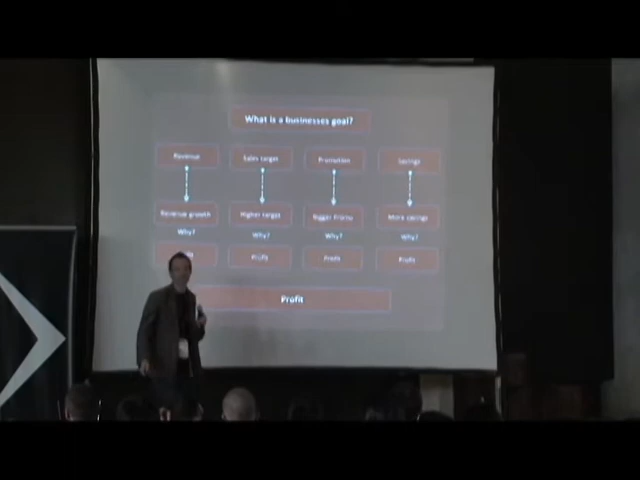 What is a businesses goal?
Revenue
Sales target
Promotion
Savings
Revenue growth
Higher target
Bigger Promo
More savings
Why?
Why?
Why?
Why?
Profit
Profit
Profit
Profit